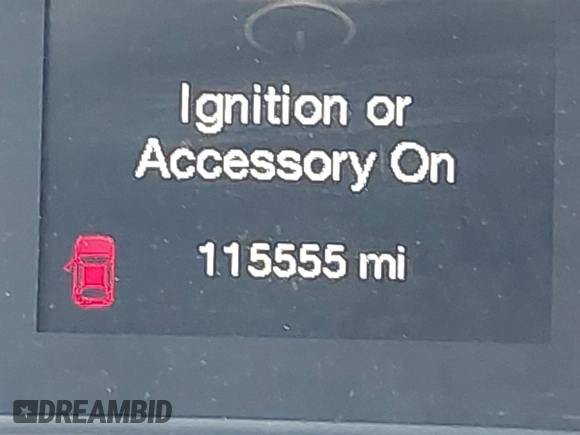 Ignition or
Accessory On
115555 mi
DREAMBID